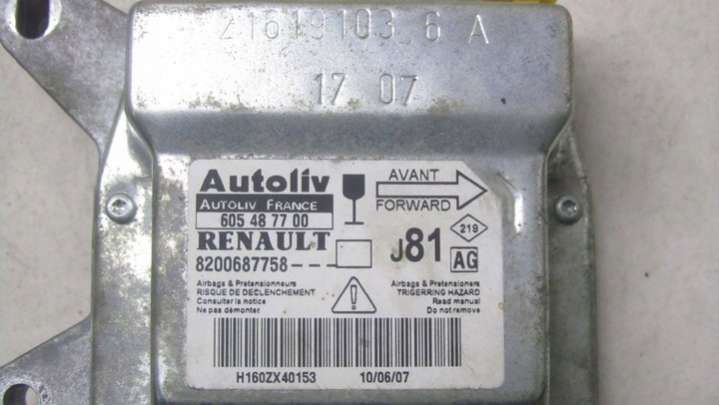 21619103 6 A
17 07
Autoliv
AUTOLIV FRANCE
605 48 77 00
RENAULT
8200687758---
AVANT
FORWARD
219
J81
AG
Airbags & Pretensionneurs
RISQUE DE DECLENCHEMENT
Consulter la notice
Ne pas démonter
Airbags & Pretensioners
TRIGERRING HAZARD
Read manual
Do not remove
H160ZX40153 10/06/07